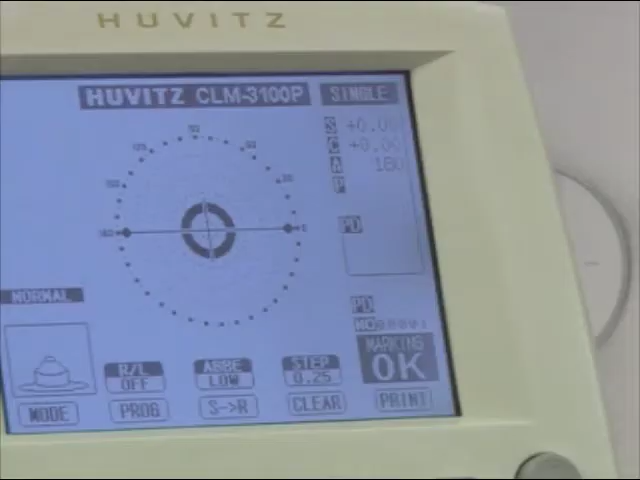 HUVITZ
HUVITZ CLM-3100P SINGLE
S +0.00
C +0.00
A 180
P
PD
NORMAL
PD
MARKING
OK
R/L
OFF
ABBE
LOW
STEP
0.25
MODE PROG S->R CLEAR PRINT